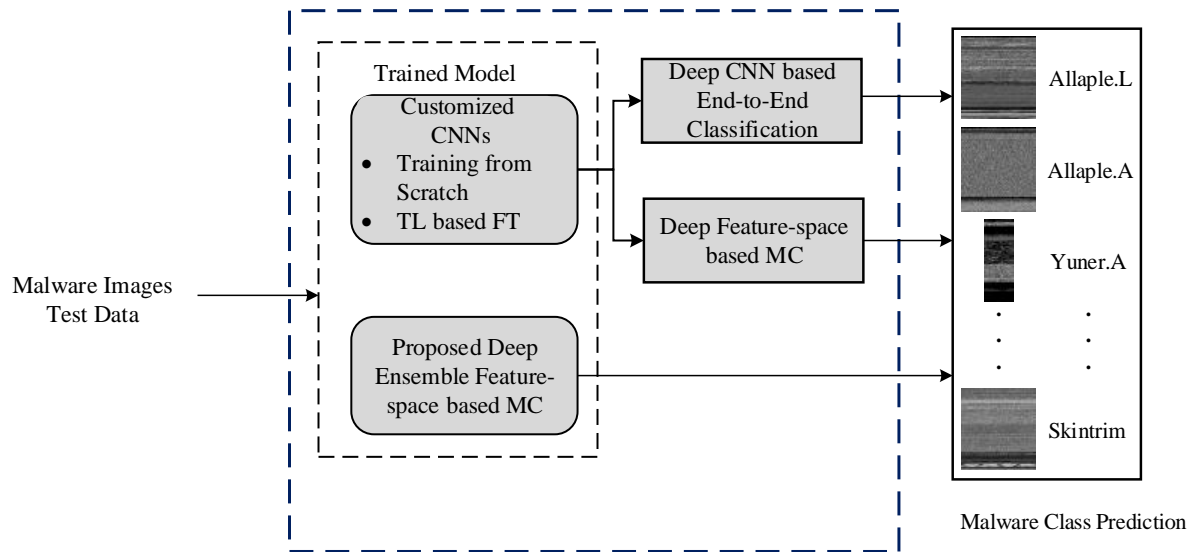 Malware Images
Test Data
Trained Model
Customized
CNNs
• Training from
Scratch
• TL based FT
Proposed Deep
Ensemble Feature-
space based MC
Deep CNN based
End-to-End
Classification
Deep Feature-space
based MC
Allaple.L
Allaple.A
Yuner.A
Skintrim
Malware Class Prediction